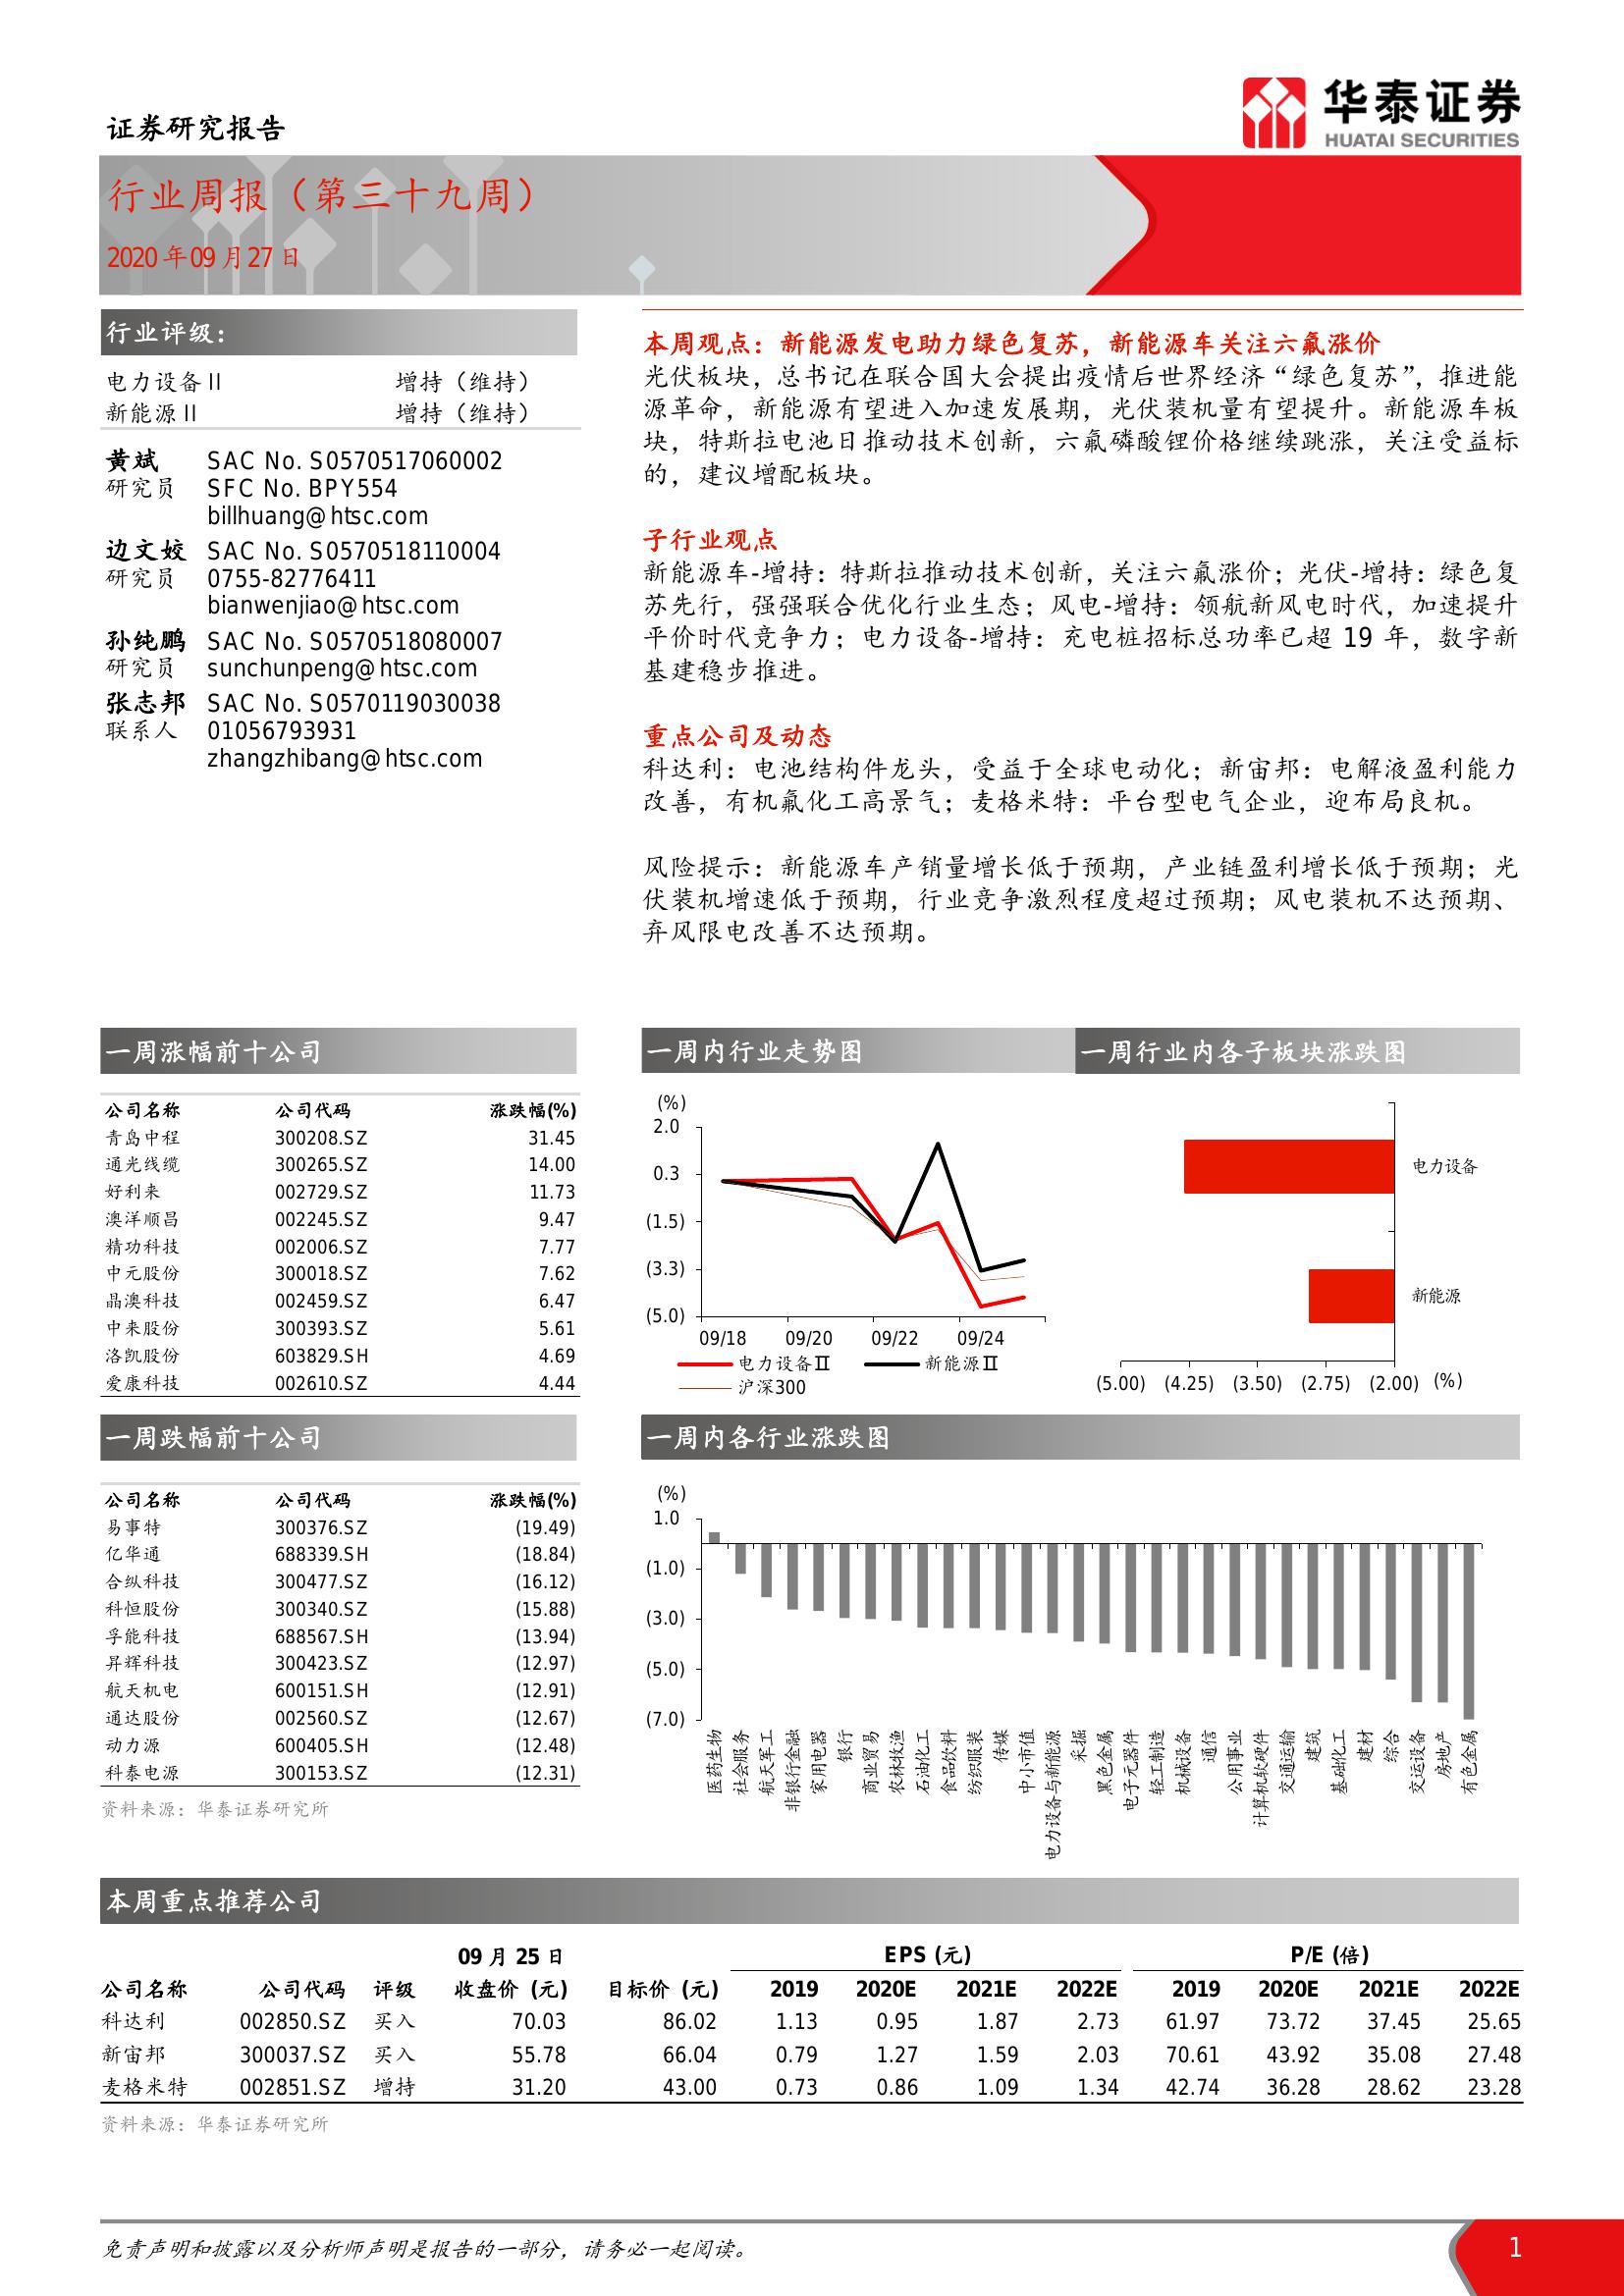 华泰证券
HUATAI SECURITIES
证券研究报告
行业周报（第三十九周）
2020 年 09 月 27 日
行业评级：
电力设备 II 增持（维持）
新能源 II 增持（维持）
黄斌 SAC No. S0570517060002
研究员 SFC No. BPY554
billhuang@htsc.com
边文姣 SAC No. S0570518110004
研究员 0755-82776411
bianwenjiao@htsc.com
孙纯鹏 SAC No. S0570518080007
研究员 sunchunpeng@htsc.com
张志邦 SAC No. S0570119030038
联系人 01056793931
zhangzhibang@htsc.com
本周观点：新能源发电助力绿色复苏，新能源车关注六氟涨价
光伏板块，总书记在联合国大会提出疫情后世界经济“绿色复苏”，推进能
源革命，新能源有望进入加速发展期，光伏装机量有望提升。新能源车板
块，特斯拉电池日推动技术创新，六氟磷酸锂价格继续跳涨，关注受益标
的，建议增配板块。
子行业观点
新能源车-增持：特斯拉推动技术创新，关注六氟涨价；光伏-增持：绿色复
苏先行，强强联合优化行业生态；风电-增持：领航新风电时代，加速提升
平价时代竞争力；电力设备-增持：充电桩招标总功率已超 19 年，数字新
基建稳步推进。
重点公司及动态
科达利：电池结构件龙头，受益于全球电动化；新宙邦：电解液盈利能力
改善，有机氟化工高景气；麦格米特：平台型电气企业，迎布局良机。
风险提示：新能源车产销量增长低于预期，产业链盈利增长低于预期；光
伏装机增速低于预期，行业竞争激烈程度超过预期；风电装机不达预期、
弃风限电改善不达预期。
一周涨幅前十公司
公司名称 公司代码 涨跌幅(%)
青岛中程 300208.SZ 31.45
通光线缆 300265.SZ 14.00
好利来 002729.SZ 11.73
澳洋顺昌 002245.SZ 9.47
精功科技 002006.SZ 7.77
中元股份 300018.SZ 7.62
晶澳科技 002459.SZ 6.47
中来股份 300393.SZ 5.61
洛凯股份 603829.SH 4.69
爱康科技 002610.SZ 4.44
一周内行业走势图
(%)
2.0
0.3
(1.5)
(3.3)
(5.0)
09/18 09/20 09/22 09/24
电力设备Ⅱ 新能源Ⅱ
沪深300
一周行业内各子板块涨跌图
电力设备
新能源
(5.00) (4.25) (3.50) (2.75) (2.00) (%)
一周跌幅前十公司
公司名称 公司代码 涨跌幅(%)
易事特 300376.SZ (19.49)
亿华通 688339.SH (18.84)
合纵科技 300477.SZ (16.12)
科恒股份 300340.SZ (15.88)
孚能科技 688567.SH (13.94)
昇辉科技 300423.SZ (12.97)
航天机电 600151.SH (12.91)
通达股份 002560.SZ (12.67)
动力源 600405.SH (12.48)
科泰电源 300153.SZ (12.31)
资料来源：华泰证券研究所
一周内各行业涨跌图
(%)
1.0
(1.0)
(3.0)
(5.0)
(7.0)
医药生物
社会服务
航天军工
非银行金融
家用电器
银行
商业贸易
农林牧渔
石油化工
食品饮料
纺织服装
传媒
中小市值
电力设备与新能源
采掘
黑色金属
电子元器件
轻工制造
机械设备
通信
公用事业
计算机软硬件
交通运输
建筑
基础化工
建材
综合
交运设备
房地产
有色金属
本周重点推荐公司
09 月 25 日 EPS (元) P/E (倍)
公司名称 公司代码 评级 收盘价 (元) 目标价 (元) 2019 2020E 2021E 2022E 2019 2020E 2021E 2022E
科达利 002850.SZ 买入 70.03 86.02 1.13 0.95 1.87 2.73 61.97 73.72 37.45 25.65
新宙邦 300037.SZ 买入 55.78 66.04 0.79 1.27 1.59 2.03 70.61 43.92 35.08 27.48
麦格米特 002851.SZ 增持 31.20 43.00 0.73 0.86 1.09 1.34 42.74 36.28 28.62 23.28
资料来源：华泰证券研究所
免责声明和披露以及分析师声明是报告的一部分，请务必一起阅读。 1